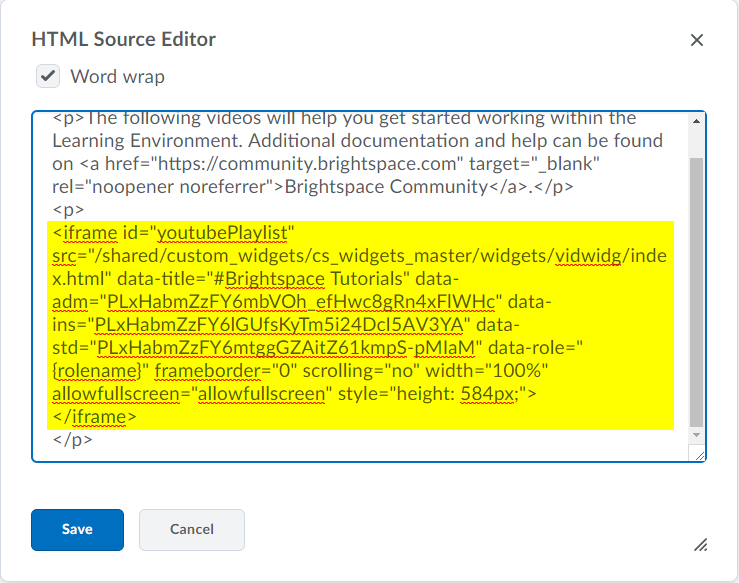 HTML Source Editor
Word wrap
<p>The following videos will help you get started working within the
Learning Environment. Additional documentation and help can be found
on <a href="https://community.brightspace.com" target="_blank"
rel="noopener noreferrer">Brightspace Community</a>.</p>
<p>
<iframe id="youtubePlaylist"
src="/shared/custom_widgets/cs_widgets_master/widgets/vidwidg/inde
x.html" data-title="#Brightspace Tutorials" data-
adm="PLxHabmZzFY6mbVOh_efHwc8gRn4xFlWHc" data-
ins="PLxHabmZzFY6lGUfsKyTm5i24DcI5AV3YA" data-
std="PLxHabmZzFY6mtggGZAitZ61kmpS-pMlaM" data-role="
{rolename}" frameborder="0" scrolling="no" width="100%"
allowfullscreen="allowfullscreen" style="height: 584px;">
</iframe>
</p>
Save
Cancel